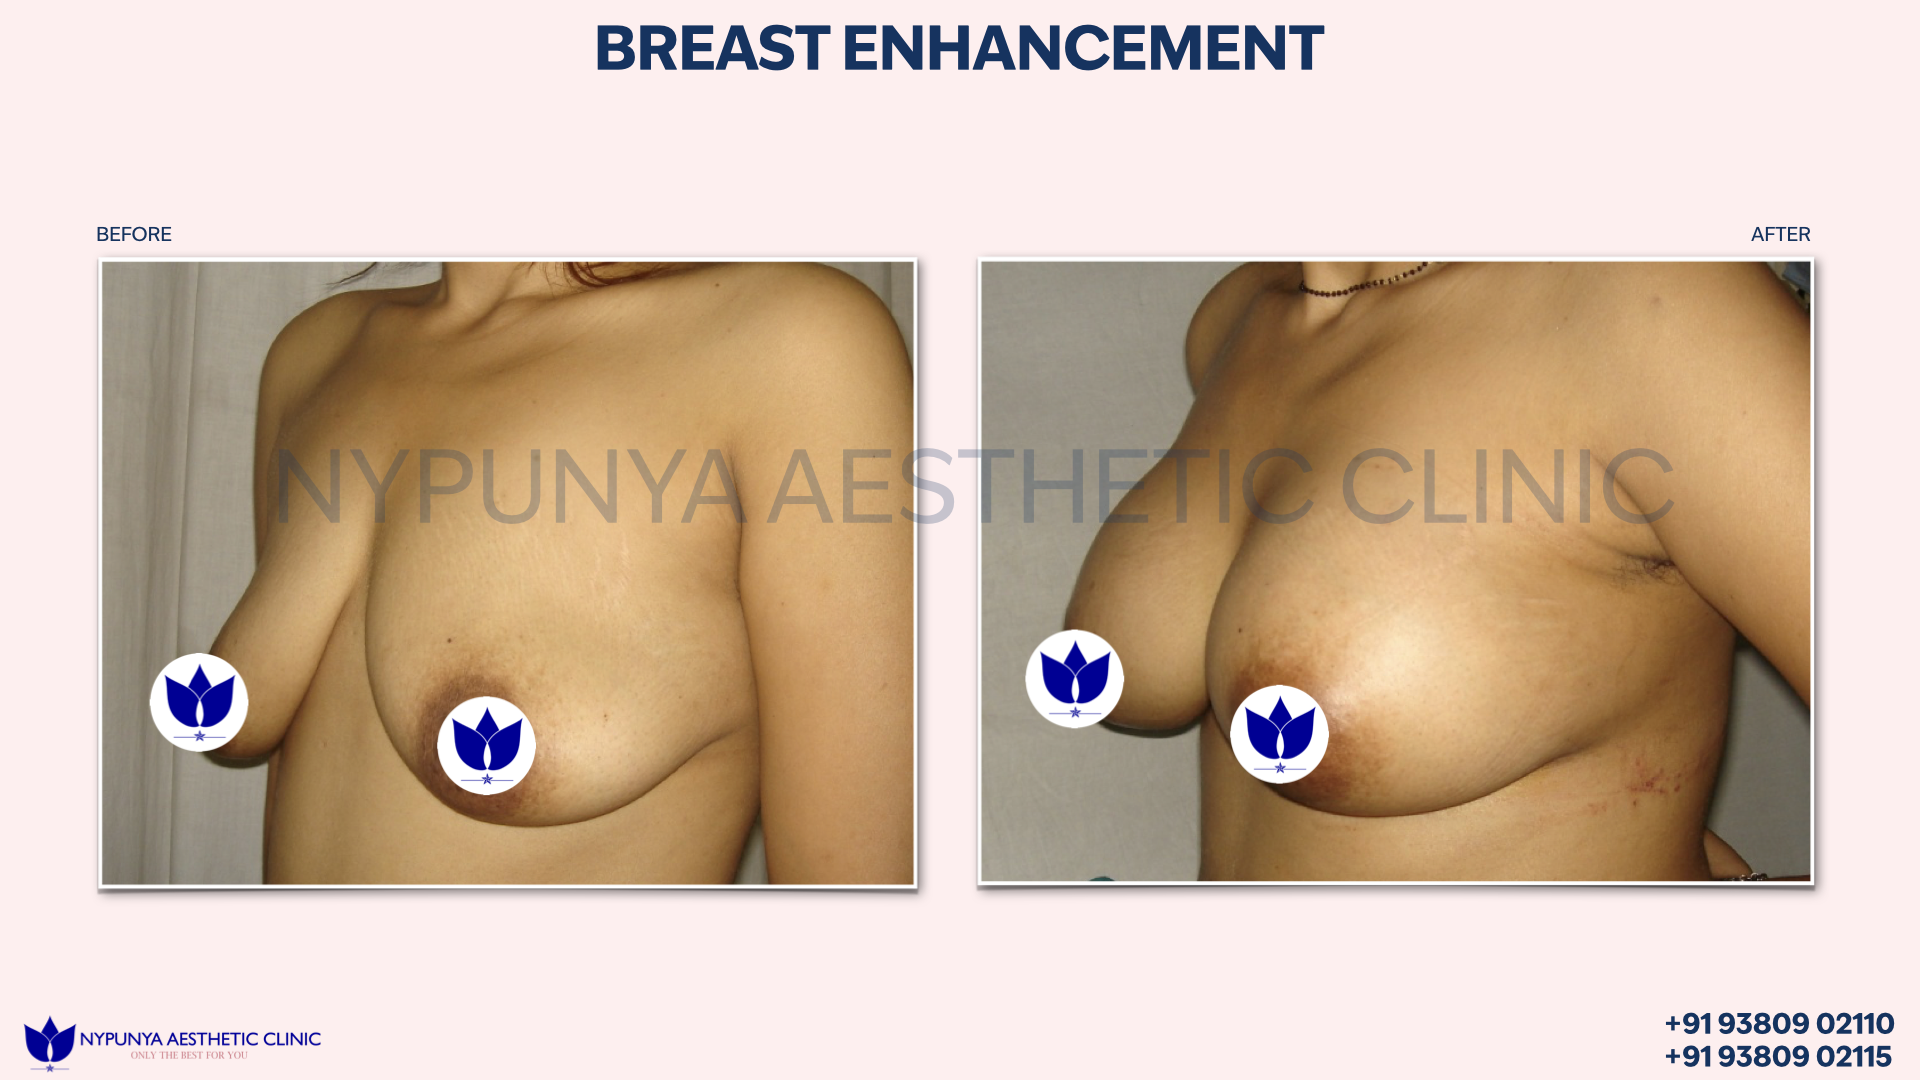 BREAST ENHANCEMENT
BEFORE
AFTER
NYPUNYA AESTHETIC CLINIC
NYPUNYA AESTHETIC CLINIC
ONLY THE BEST FOR YOU
+91 93809 02110
+91 93809 02115